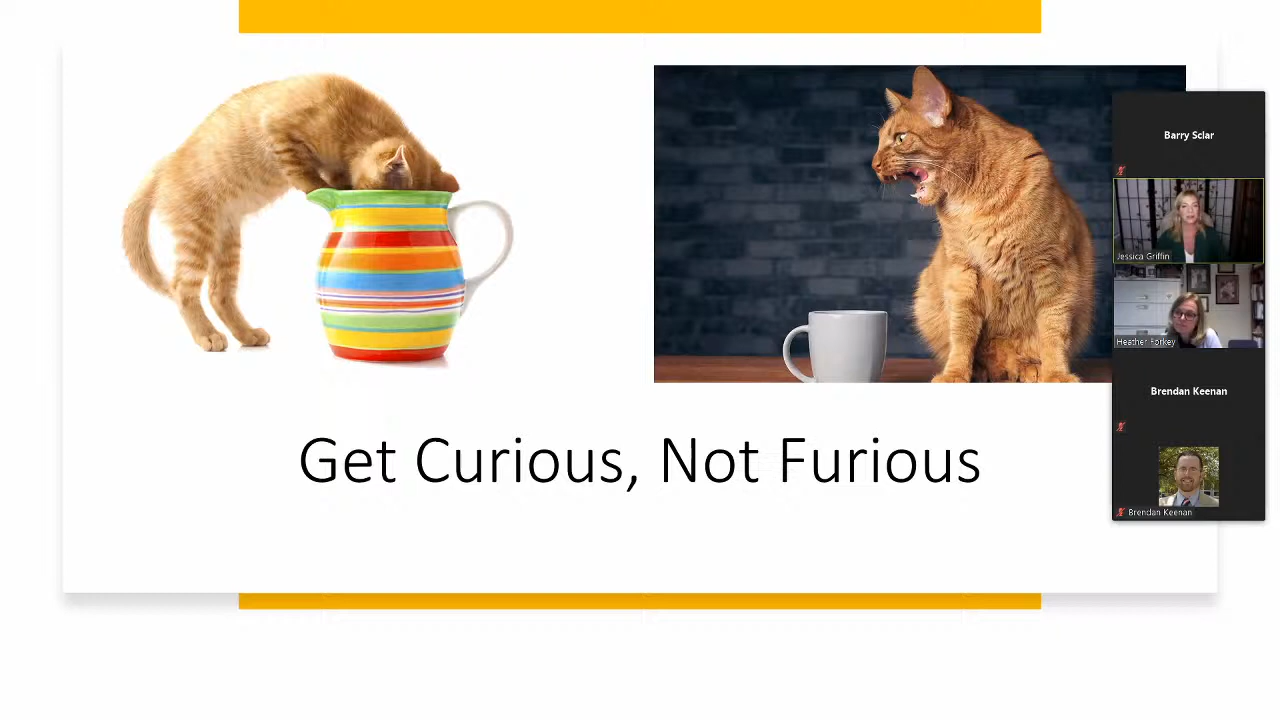 Get Curious, Not Furious
Barry Sclar
Jessica Griffin
Heather Forkey
Brendan Keenan
Brendan Keenan